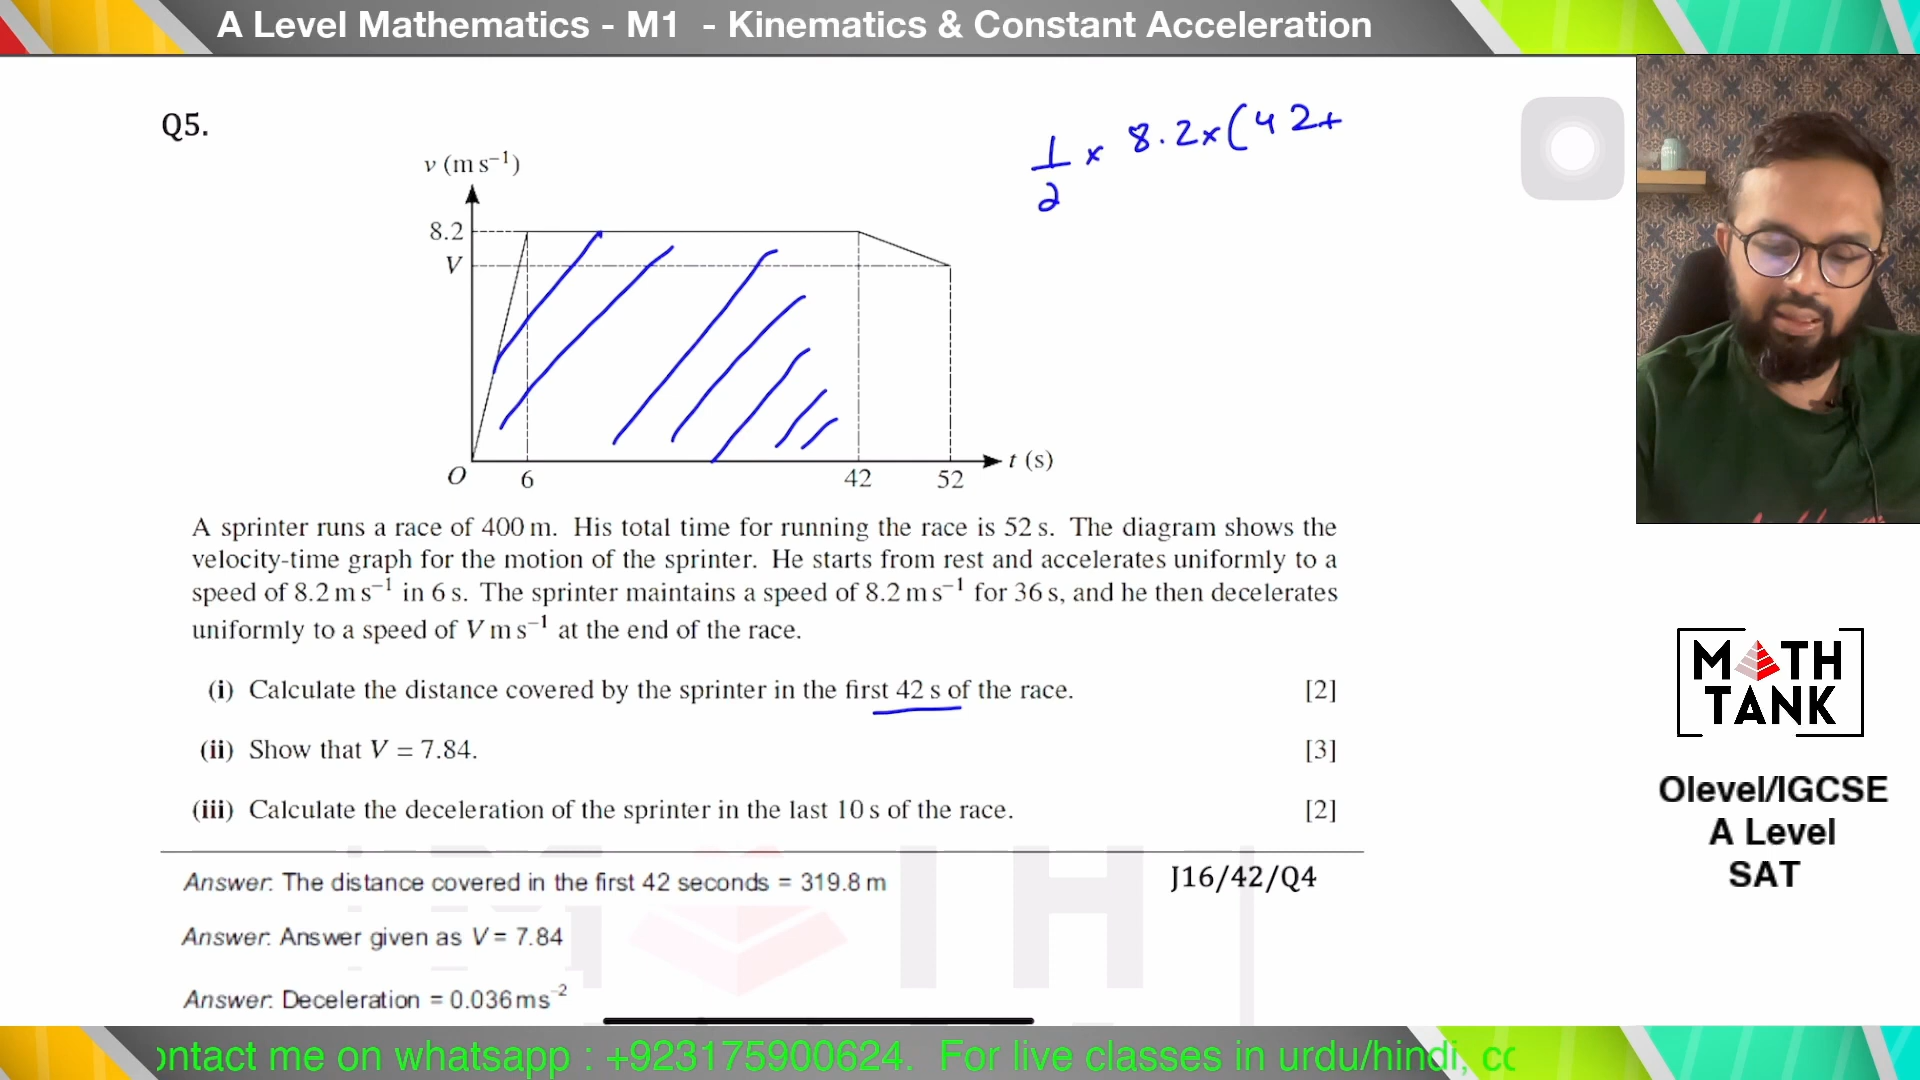 A Level Mathematics - M1 - Kinematics & Constant Acceleration
Q5.
1/2 × 8.2×(42+
v (m s⁻¹)
8.2
V
O
6
42
52
t (s)
A sprinter runs a race of 400 m. His total time for running the race is 52 s. The diagram shows the
velocity-time graph for the motion of the sprinter. He starts from rest and accelerates uniformly to a
speed of 8.2 m s⁻¹ in 6 s. The sprinter maintains a speed of 8.2 m s⁻¹ for 36 s, and he then decelerates
uniformly to a speed of V m s⁻¹ at the end of the race.
(i) Calculate the distance covered by the sprinter in the first 42 s of the race. [2]
(ii) Show that V = 7.84. [3]
(iii) Calculate the deceleration of the sprinter in the last 10 s of the race. [2]
Answer: The distance covered in the first 42 seconds = 319.8 m
J16/42/Q4
Answer: Answer given as V = 7.84
Answer: Deceleration = 0.036 ms⁻²
MATH
TANK
Olevel/IGCSE
A Level
SAT
ontact me on whatsapp : +923175900624. For live classes in urdu/hindi, cc